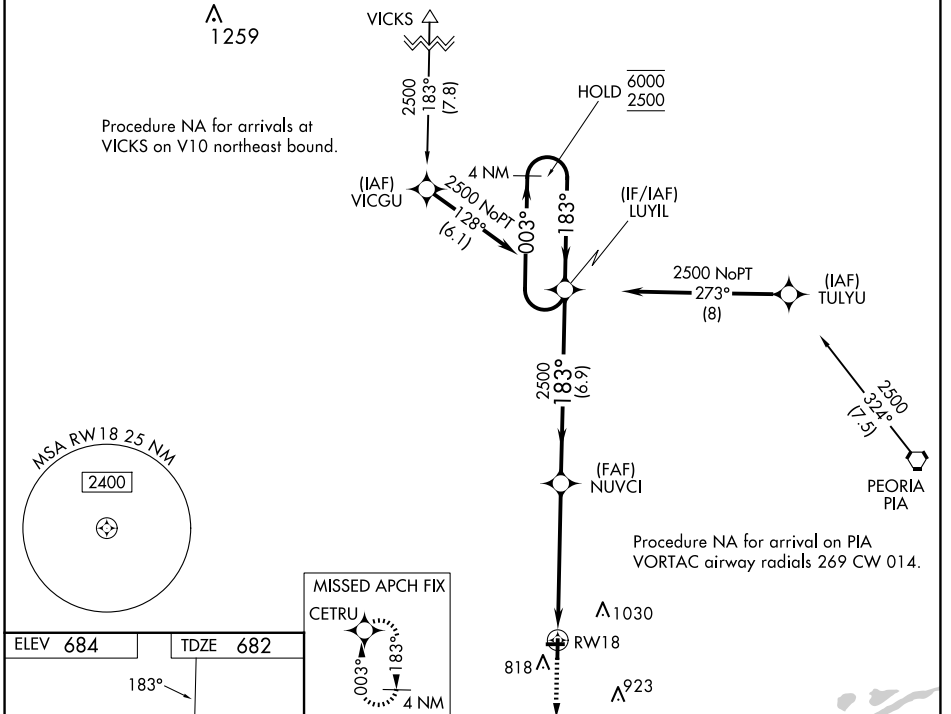 1259
VICKS
2500
183°
(7.8)
HOLD 6000
2500
Procedure NA for arrivals at
VICKS on V10 northeast bound.
4 NM
(IAF)
VICGU
2500 NoPT
128°
(6.1)
003°
183°
(IF/IAF)
LUYIL
2500 NoPT
273°
(8)
(IAF)
TULYU
2500
183°
(6.9)
2500
324°
(7.5)
PEORIA
PIA
MSA RW18 25 NM
2400
(FAF)
NUVCI
Procedure NA for arrival on PIA
VORTAC airway radials 269 CW 014.
MISSED APCH FIX
CETRU
003°
183°
4 NM
1030
RW18
818
923
ELEV 684
TDZE 682
183°